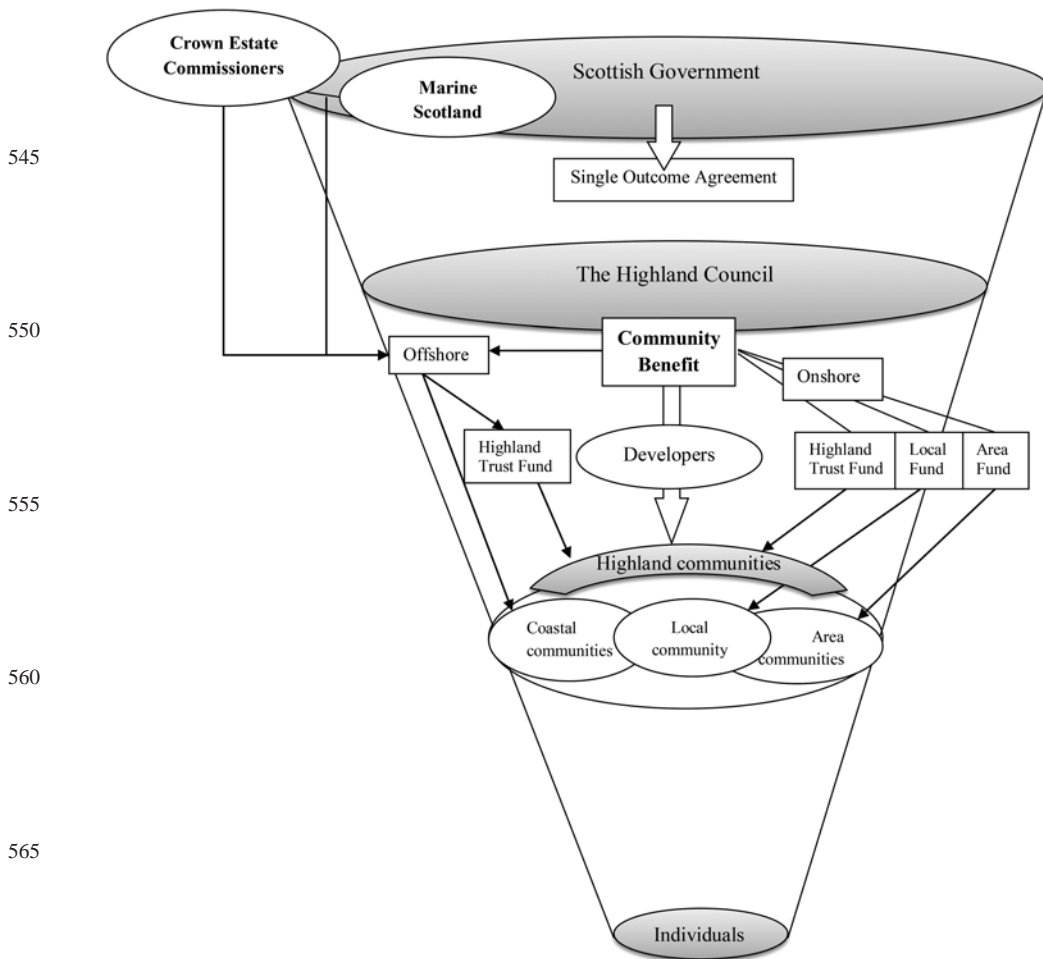 Crown Estate
Commissioners
Scottish Government
Marine
Scotland
545
Single Outcome Agreement
The Highland Council
550
Community
Benefit
Offshore
Onshore
Highland
Trust Fund
Developers
Highland
Trust Fund
Local
Fund
Area
Fund
555
Highland communities
Coastal
communities
Local
community
Area
communities
560
565
Individuals